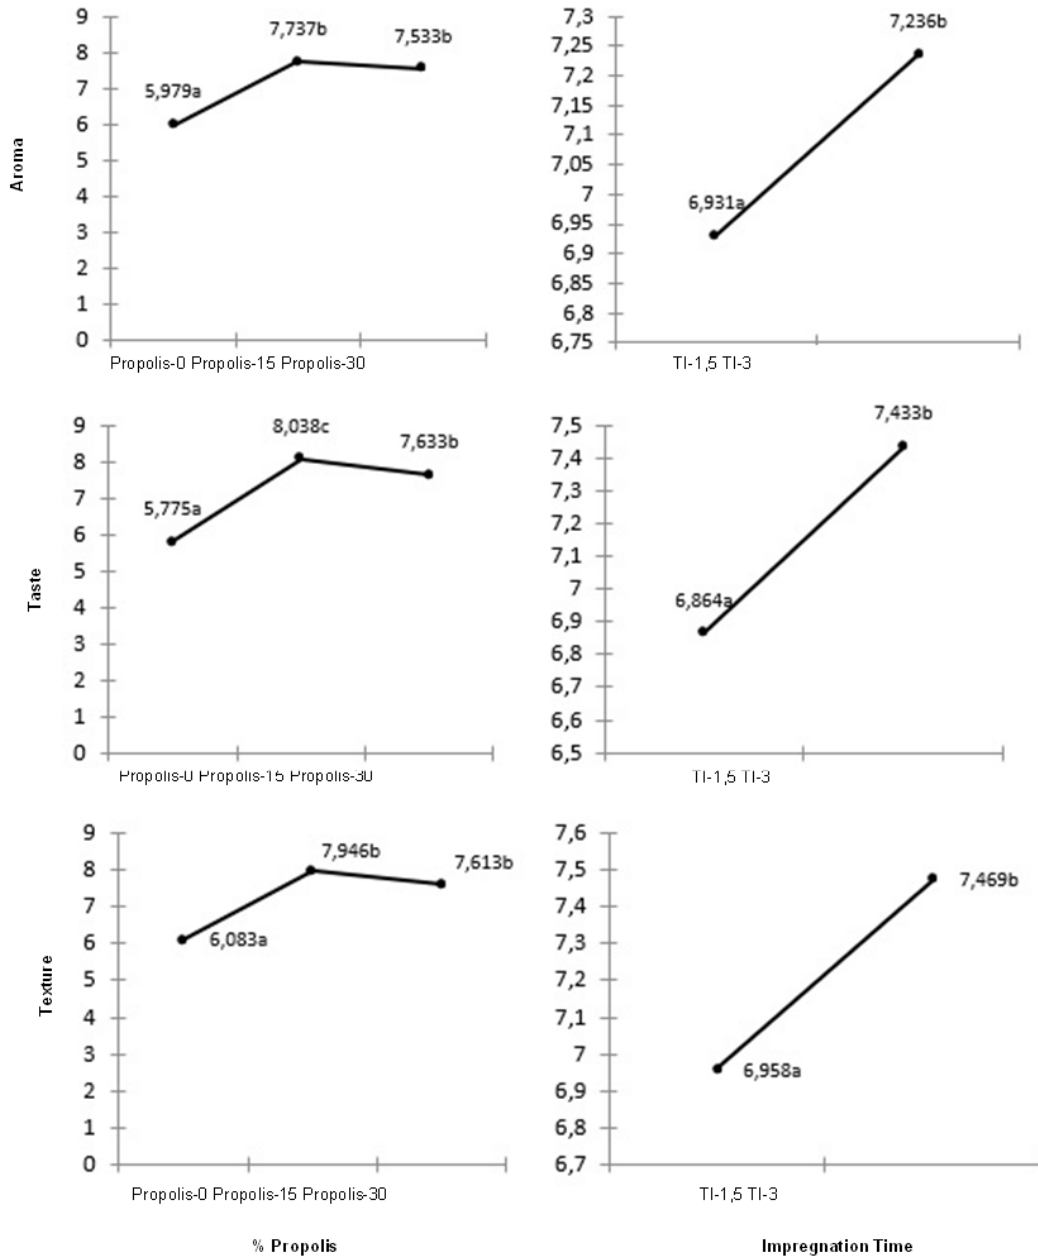 9
8
7
6
5
4
3
2
1
0
5,979a
7,737b
7,533b
Aroma
Propolis-0 Propolis-15 Propolis-30
7,3
7,25
7,2
7,15
7,1
7,05
7
6,95
6,9
6,85
6,8
6,75
6,931a
7,236b
TI-1,5 TI-3
9
8
7
6
5
4
3
2
1
0
5,775a
8,038c
7,633b
Taste
Propolis-0 Propolis-15 Propolis-30
7,5
7,4
7,3
7,2
7,1
7
6,9
6,8
6,7
6,6
6,5
6,864a
7,433b
TI-1,5 TI-3
9
8
7
6
5
4
3
2
1
0
6,083a
7,946b
7,613b
Texture
Propolis-0 Propolis-15 Propolis-30
7,6
7,5
7,4
7,3
7,2
7,1
7
6,9
6,8
6,7
6,958a
7,469b
TI-1,5 TI-3
% Propolis
Impregnation Time